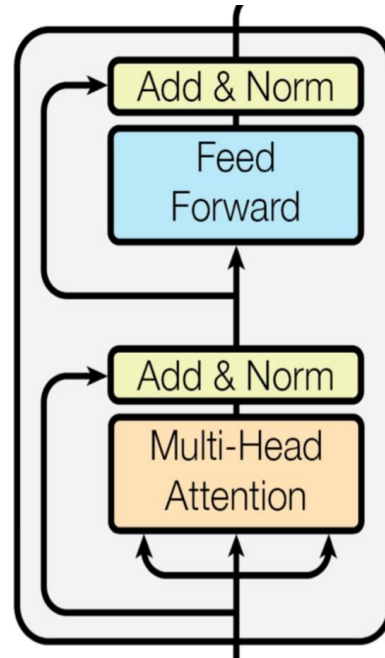 Add & Norm
Feed
Forward
Add & Norm
Multi-Head
Attention